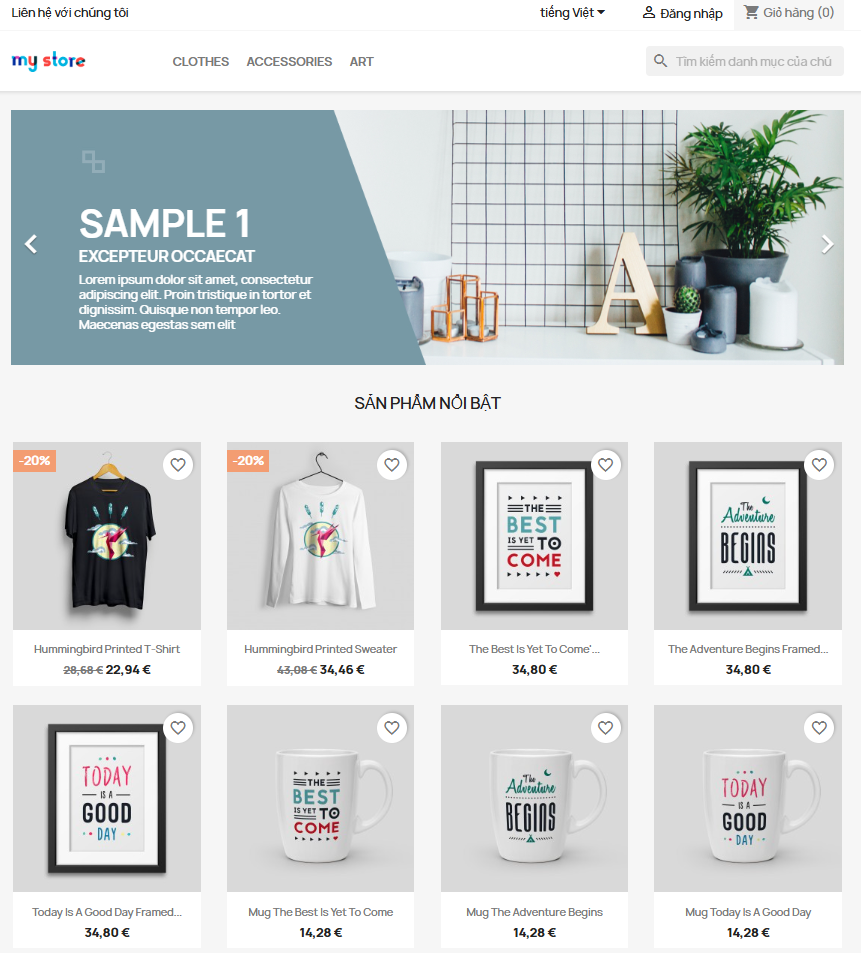 Liên hệ với chúng tôi
tiếng Việt
Đăng nhập
Giỏ hàng (0)
my store
CLOTHES ACCESSORIES ART
Tìm kiếm danh mục của chú
SAMPLE 1
EXCEPTEUR OCCAECAT
Lorem ipsum dolor sit amet, consectetur
adipiscing elit. Proin tristique in tortor et
dignissim. Quisque non tempor leo.
Maecenas egestas sem elit
A
SẢN PHẨM NỔI BẬT
-20%
Hummingbird Printed T-Shirt
28,68 € 22,94 €
-20%
Hummingbird Printed Sweater
43,08 € 34,46 €
THE
BEST
IS YET TO
COME
The Best Is Yet To Come'...
34,80 €
The
Adventure
BEGINS
The Adventure Begins Framed...
34,80 €
TODAY
IS A
GOOD
DAY
Today Is A Good Day Framed...
34,80 €
THE
BEST
IS YET TO
COME
Mug The Best Is Yet To Come
14,28 €
The
Adventure
BEGINS
Mug The Adventure Begins
14,28 €
TODAY
IS A
GOOD
DAY
Mug Today Is A Good Day
14,28 €